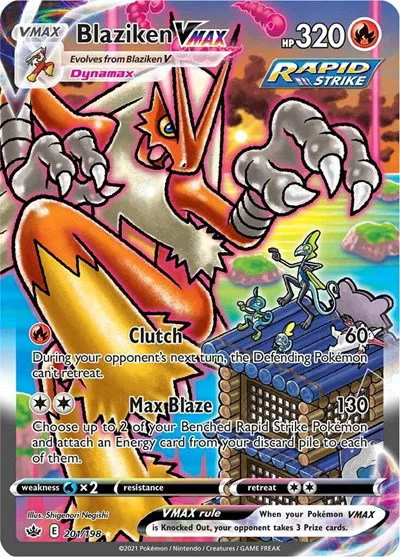 VMAX Blaziken VMAX HP 320
Evolves from Blaziken V
Dynamax
RAPID STRIKE
Clutch 60
During your opponent's next turn, the Defending Pokémon
can't retreat.
Max Blaze 130
Choose up to 2 of your Benched Rapid Strike Pokémon
and attach an Energy card from your discard pile to each
of them.
weakness ×2 resistance retreat
Illus. Shigenori Negishi
E 201/198
VMAX rule When your Pokémon VMAX
is Knocked Out, your opponent takes 3 Prize cards.
©2021 Pokémon / Nintendo / Creatures / GAME FREAK